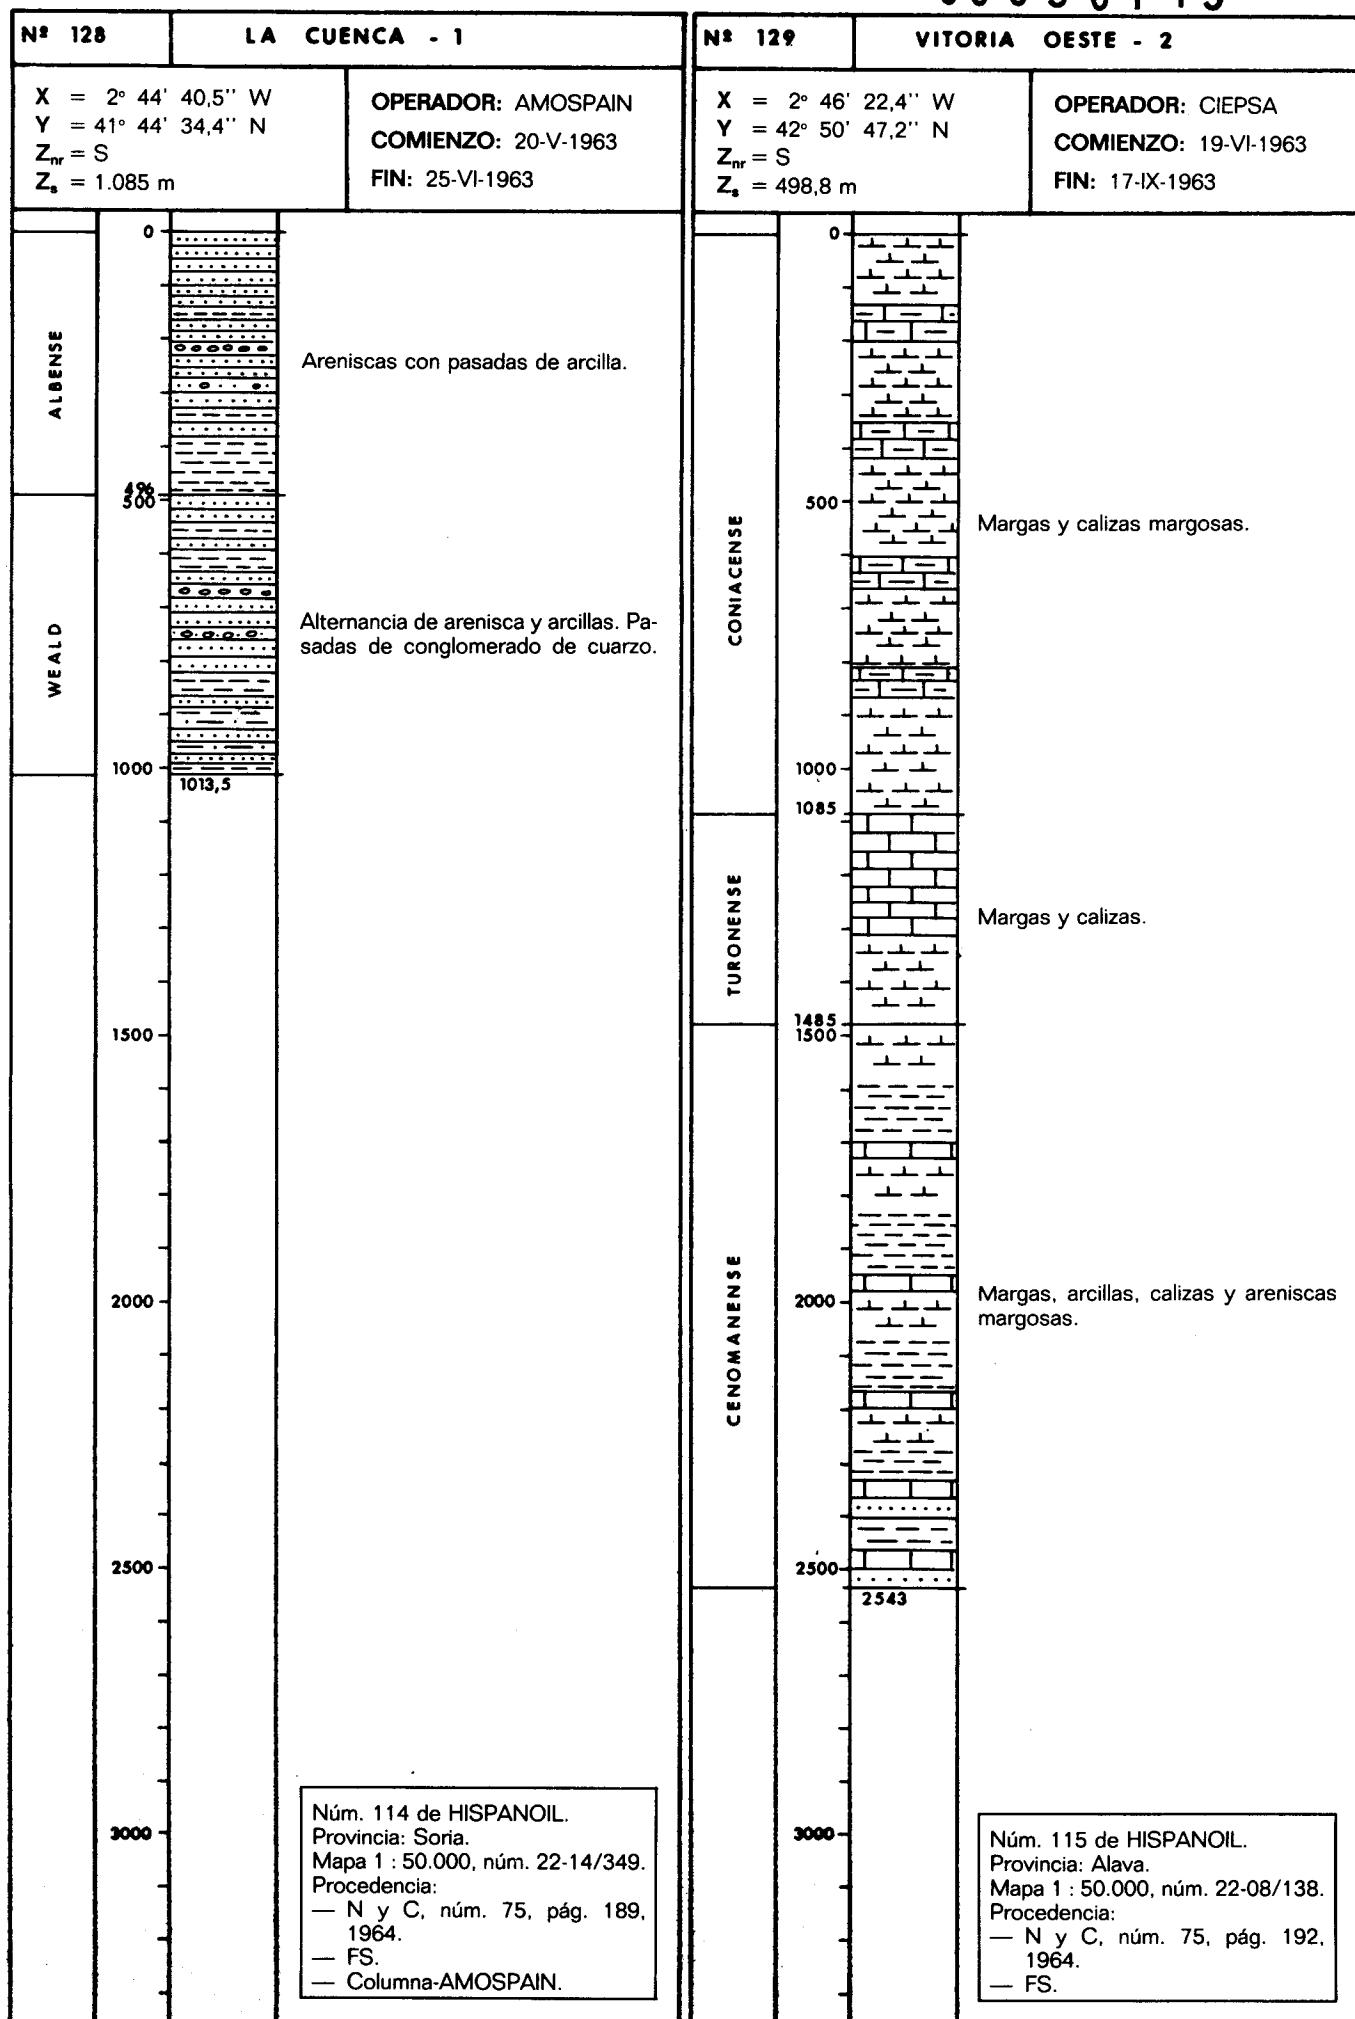 Nº 128
LA CUENCA - 1
X = 2º 44' 40,5'' W
Y = 41º 44' 34,4'' N
Znr = S
Zs = 1.085 m
OPERADOR: AMOSPAIN
COMIENZO: 20-V-1963
FIN: 25-VI-1963
ALBENSE
WEALD
0
496
500
1000
1013,5
1500
2000
2500
3000
Areniscas con pasadas de arcilla.
Alternancia de arenisca y arcillas. Pa-
sadas de conglomerado de cuarzo.
Núm. 114 de HISPANOIL.
Provincia: Soria.
Mapa 1 : 50.000, núm. 22-14/349.
Procedencia:
— N y C, núm. 75, pág. 189,
1964.
— FS.
— Columna-AMOSPAIN.
Nº 129
VITORIA OESTE - 2
X = 2º 46' 22,4'' W
Y = 42º 50' 47,2'' N
Znr = S
Zs = 498,8 m
OPERADOR: CIEPSA
COMIENZO: 19-VI-1963
FIN: 17-IX-1963
CONIACENSE
TURONENSE
CENOMANENSE
0
500
1000
1085
1485
1500
2000
2500
2543
3000
Margas y calizas margosas.
Margas y calizas.
Margas, arcillas, calizas y areniscas
margosas.
Núm. 115 de HISPANOIL.
Provincia: Alava.
Mapa 1 : 50.000, núm. 22-08/138.
Procedencia:
— N y C, núm. 75, pág. 192,
1964.
— FS.